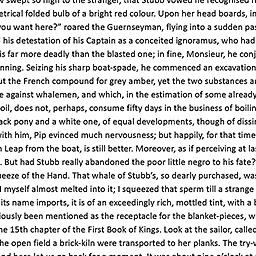 swept so high to the stranger, that Stubb vowed he recognised h
etrical folded bulb of a bright red colour. Upon her head boards, in
you want here?" roared the Guernseyman, flying into a sudden pas
his detestation of his Captain as a conceited ignoramus, who had
is far more deadly than the blasted one; in fine, Monsieur, he conj
nning. Seizing his sharp boat-spade, he commenced an excavation
ut the French compound for grey amber, yet the two substances a
e against whalemen, and which, in the estimation of some already
oil, does not, perhaps, consume fifty days in the business of boilin
ack pony and a white one, of equal developments, though of dissir
with him, Pip evinced much nervousness; but happily, for that time
n Leap from the boat, is still better. Moreover, as if perceiving at las
. But had Stubb really abandoned the poor little negro to his fate?
ueeze of the Hand. That whale of Stubb's, so dearly purchased, was
I myself almost melted into it; I squeezed that sperm till a strange
its name imports, it is of an exceedingly rich, mottled tint, with a b
iously been mentioned as the receptacle for the blanket-pieces, w
he 15th chapter of the First Book of Kings. Look at the sailor, calle
he open field a brick-kiln were transported to her planks. The try-v